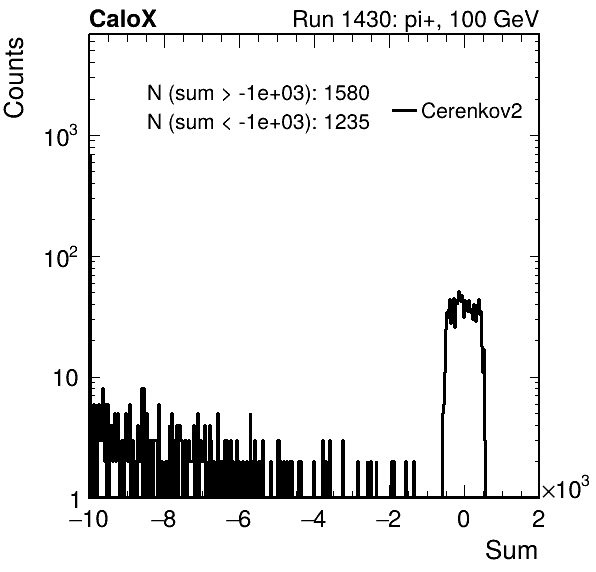 CaloX Run 1430: pi+, 100 GeV
Counts
N (sum > -1e+03): 1580
N (sum < -1e+03): 1235
Cerenkov2
10³
10²
10
1
−10 −8 −6 −4 −2 0 2
×10³
Sum